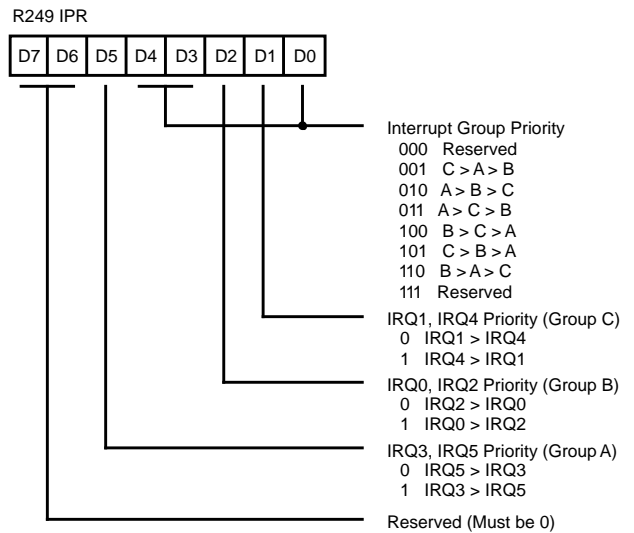 R249 IPR
D7 D6 D5 D4 D3 D2 D1 D0
Interrupt Group Priority
000 Reserved
001 C > A > B
010 A > B > C
011 A > C > B
100 B > C > A
101 C > B > A
110 B > A > C
111 Reserved
IRQ1, IRQ4 Priority (Group C)
0 IRQ1 > IRQ4
1 IRQ4 > IRQ1
IRQ0, IRQ2 Priority (Group B)
0 IRQ2 > IRQ0
1 IRQ0 > IRQ2
IRQ3, IRQ5 Priority (Group A)
0 IRQ5 > IRQ3
1 IRQ3 > IRQ5
Reserved (Must be 0)